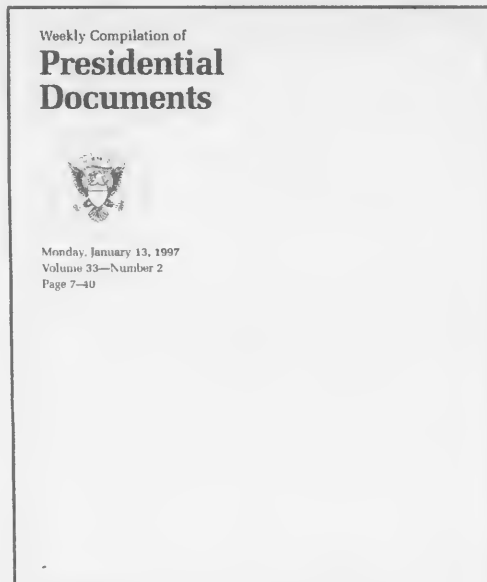 Weekly Compilation of
Presidential
Documents
Monday, January 13, 1997
Volume 33—Number 2
Page 7–40